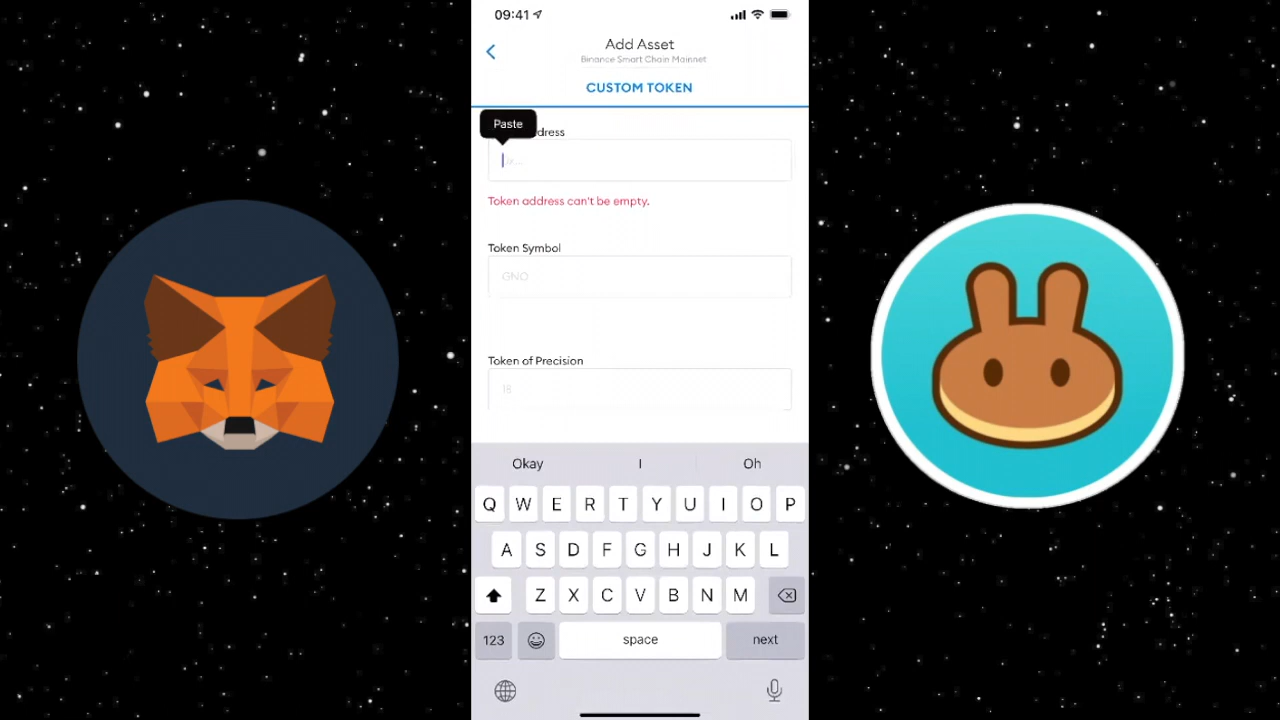 09:41
Add Asset
Binance Smart Chain Mainnet
CUSTOM TOKEN
Paste
dress
Token address can't be empty.
Token Symbol
GNO
Token of Precision
18
Okay I Oh
Q W E R T Y U I O P
A S D F G H J K L
Z X C V B N M
123 space next